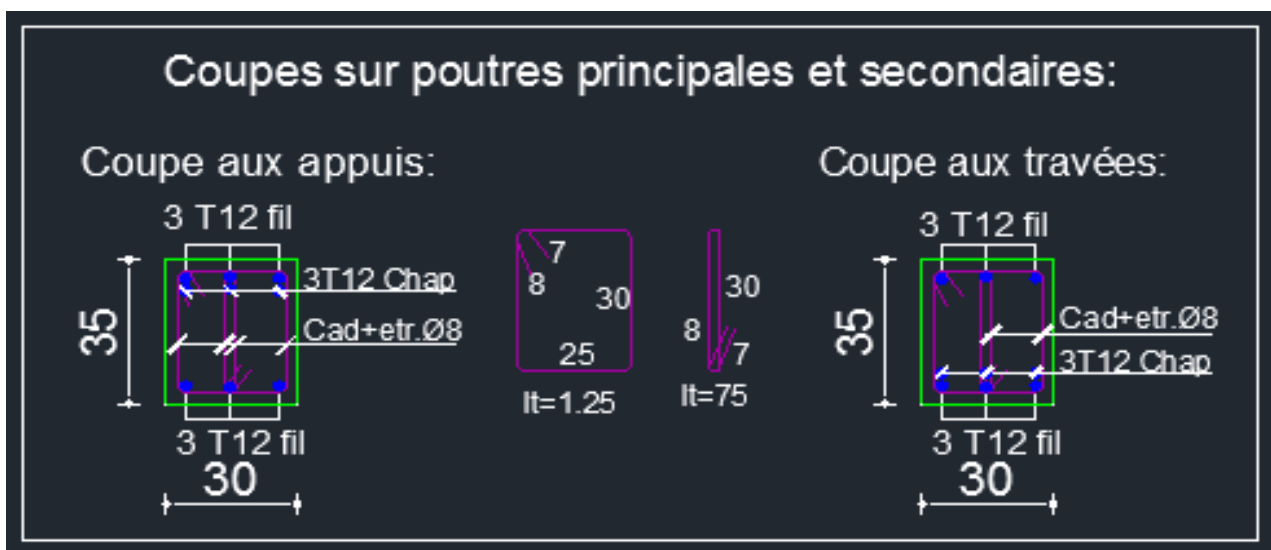 Coupes sur poutres principales et secondaires:
Coupe aux appuis:
3 T12 fil
35
3T12 Chap
Cad+etr.Ø8
3 T12 fil
30
7
8
30
25
lt=1.25
30
8
7
lt=75
Coupe aux travées:
3 T12 fil
35
Cad+etr.Ø8
3T12 Chap
3 T12 fil
30